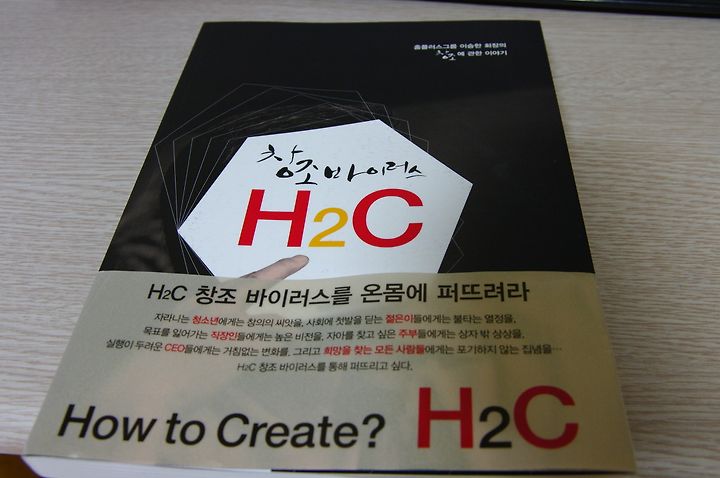 홈플러스그룹 이승한 회장의
창조에 관한 이야기
창조바이러스
H2C
H2C 창조 바이러스를 온몸에 퍼뜨려라
자라나는 청소년에게는 창의의 씨앗을, 사회에 첫발을 딛는 젊은이들에게는 불타는 열정을,
목표를 잃어가는 직장인들에게는 높은 비전을, 자아를 찾고 싶은 주부들에게는 상자 밖 상상을,
실행이 두려운 CEO들에게는 거침없는 변화를, 그리고 희망을 찾는 모든 사람들에게는 포기하지 않는 집념을…
H2C 창조 바이러스를 통해 퍼뜨리고 싶다.
How to Create? H2C